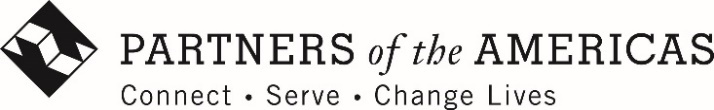 PARTNERS of the AMERICAS
Connect • Serve • Change Lives